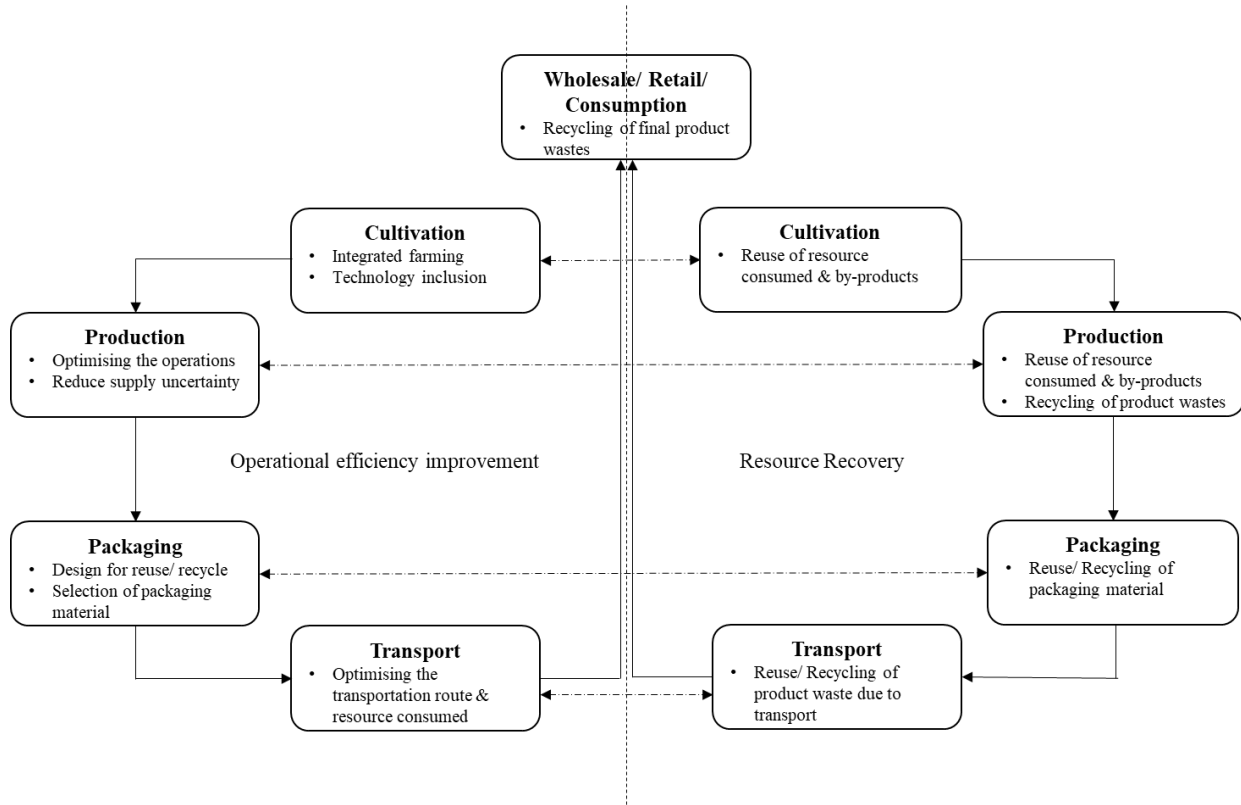 Wholesale/ Retail/
Consumption
• Recycling of final product
wastes
Cultivation
• Integrated farming
• Technology inclusion
Cultivation
• Reuse of resource
consumed & by-products
Production
• Optimising the operations
• Reduce supply uncertainty
Production
• Reuse of resource
consumed & by-products
• Recycling of product wastes
Operational efficiency improvement
Resource Recovery
Packaging
• Design for reuse/ recycle
• Selection of packaging
material
Packaging
• Reuse/ Recycling of
packaging material
Transport
• Optimising the
transportation route &
resource consumed
Transport
• Reuse/ Recycling of
product waste due to
transport